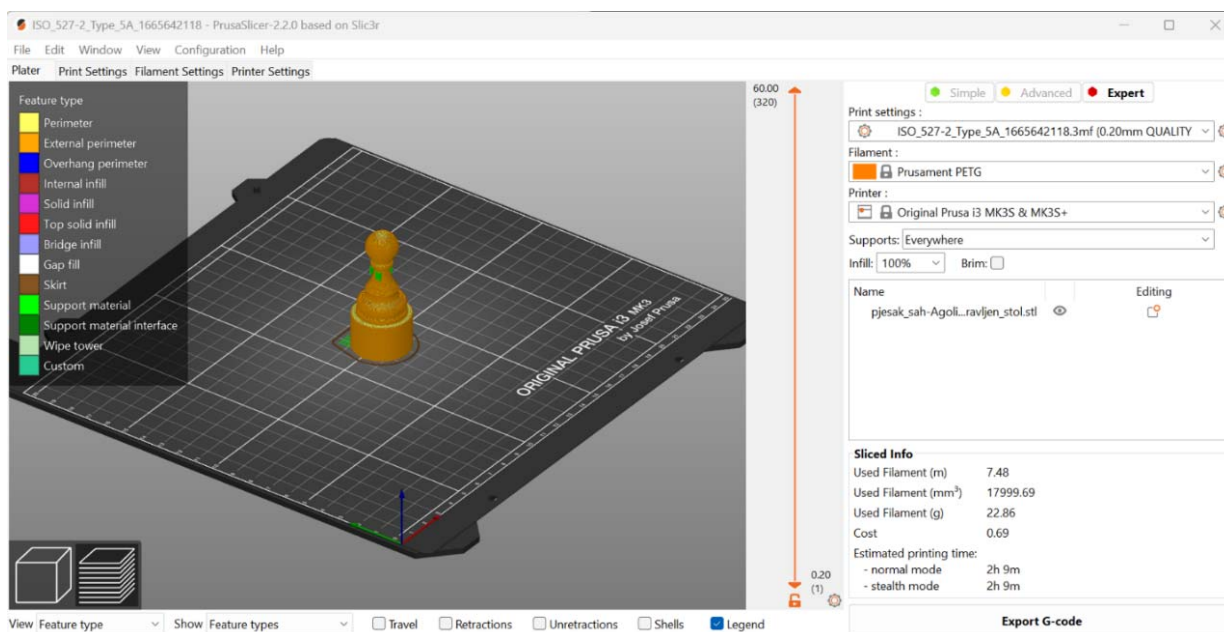 ISO_527-2_Type_5A_1665642118 - PrusaSlicer-2.2.0 based on Slic3r
File Edit Window View Configuration Help
Plater Print Settings Filament Settings Printer Settings
Feature type
Perimeter
External perimeter
Overhang perimeter
Internal infill
Solid infill
Top solid infill
Bridge infill
Gap fill
Skirt
Support material
Support material interface
Wipe tower
Custom
ORIGINAL PRUSA i3 MK3
by Josef Prusa
60.00
(320)
0.20
(1)
Simple Advanced Expert
Print settings :
ISO_527-2_Type_5A_1665642118.3mf (0.20mm QUALITY
Filament :
Prusament PETG
Printer :
Original Prusa i3 MK3S & MK3S+
Supports: Everywhere
Infill: 100% Brim:
Name Editing
pjesak_sah-Agoli...ravljen_stol.stl
Sliced Info
Used Filament (m) 7.48
Used Filament (mm³) 17999.69
Used Filament (g) 22.86
Cost 0.69
Estimated printing time:
- normal mode 2h 9m
- stealth mode 2h 9m
Export G-code
View Feature type Show Feature types Travel Retractions Unretractions Shells Legend